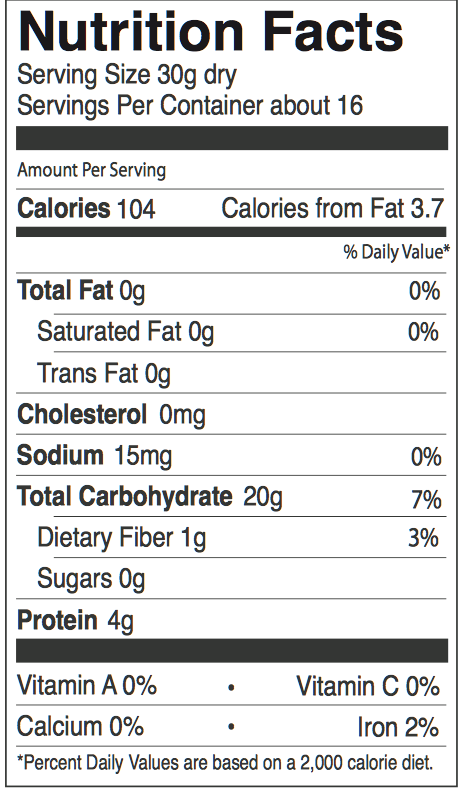 Nutrition Facts
Serving Size 30g dry
Servings Per Container about 16
Amount Per Serving
Calories 104 Calories from Fat 3.7
% Daily Value*
Total Fat 0g 0%
Saturated Fat 0g 0%
Trans Fat 0g
Cholesterol 0mg
Sodium 15mg 0%
Total Carbohydrate 20g 7%
Dietary Fiber 1g 3%
Sugars 0g
Protein 4g
Vitamin A 0% • Vitamin C 0%
Calcium 0% • Iron 2%
*Percent Daily Values are based on a 2,000 calorie diet.